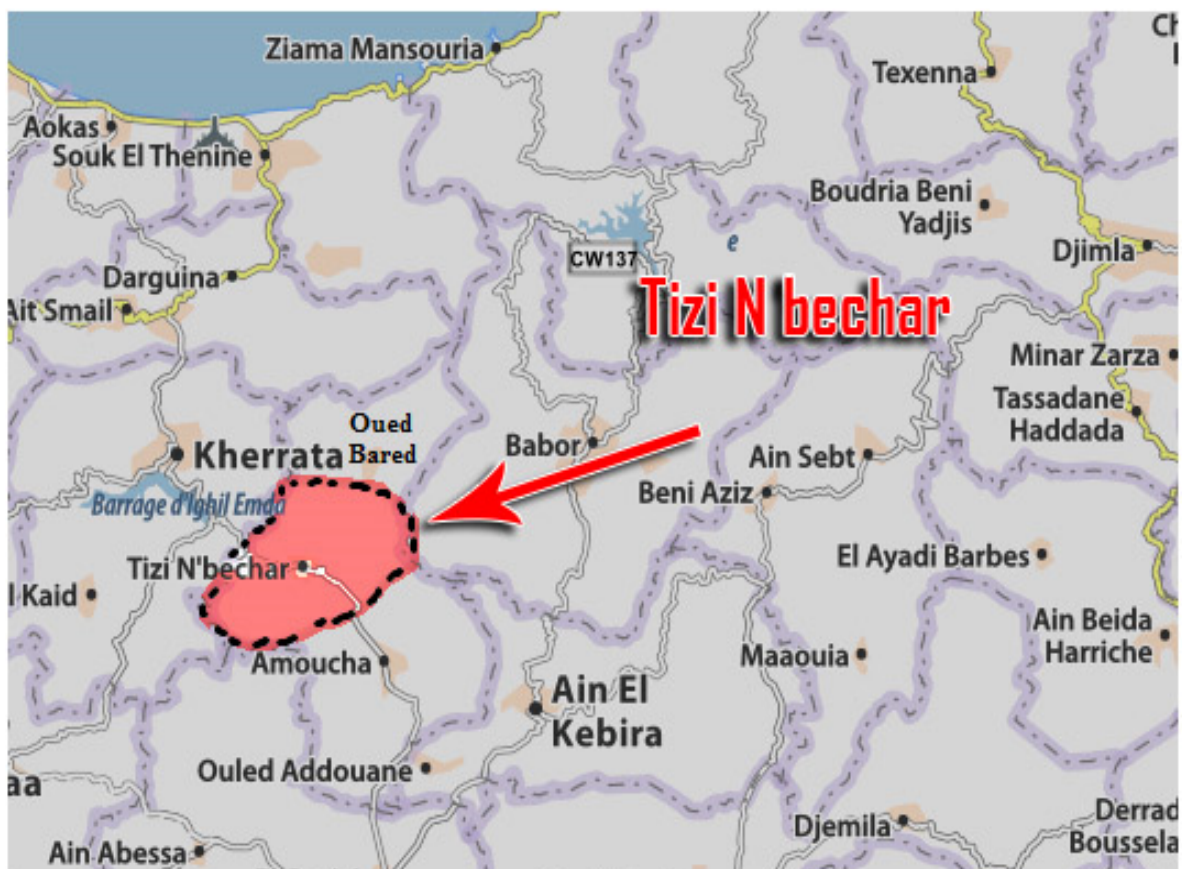 Ziama Mansouria
Ch
Texenna
Aokas
Souk El Thenine
Boudria Beni
Yadjis
e
CW137
Djimla
Darguina
Tizi N bechar
Ait Smail
Minar Zarza
Tassadane
Haddada
Oued
Bared
Kherrata
Babor
Ain Sebt
Beni Aziz
Barrage d'Ighil Emda
El Ayadi Barbes
Tizi N'bechar
l Kaid
Ain Beida
Harriche
Amoucha
Maaouia
Ain El
Kebira
Ouled Addouane
aa
Derrad
Boussela
Djemila
Ain Abessa